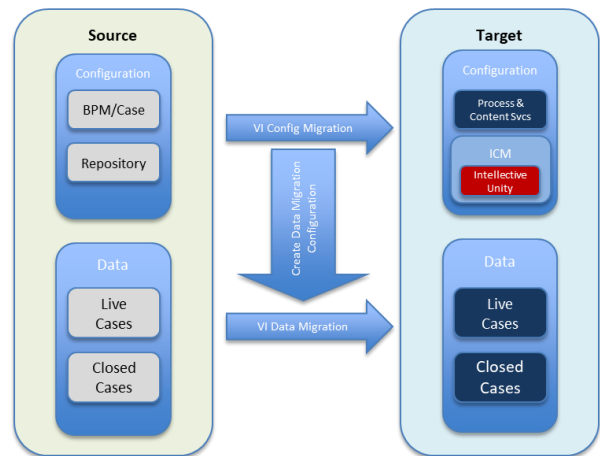 Source
Configuration
BPM/Case
Repository
Data
Live
Cases
Closed
Cases
VI Config Migration
Create Data Migration
Configuration
VI Data Migration
Target
Configuration
Process &
Content Svcs
ICM
Intellective
Unity
Data
Live
Cases
Closed
Cases